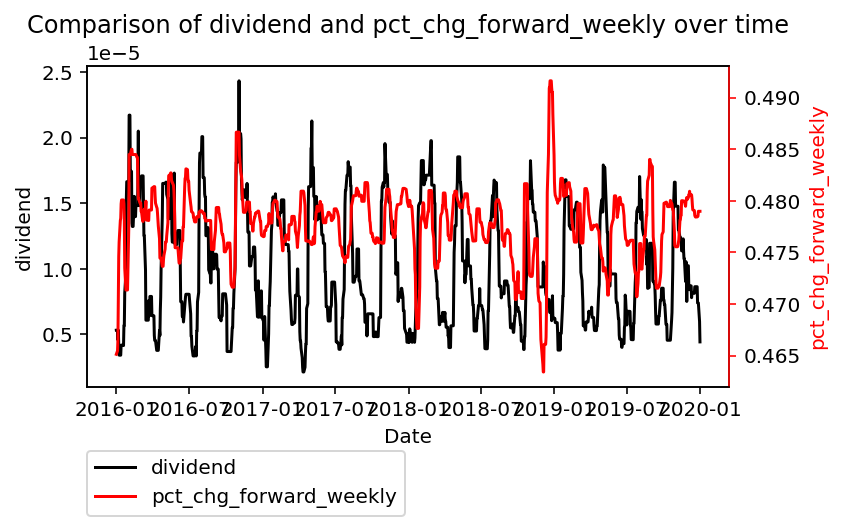 Comparison of dividend and pct_chg_forward_weekly over time
1e−5
2.5
2.0
1.5
1.0
0.5
dividend
0.490
0.485
0.480
0.475
0.470
0.465
pct_chg_forward_weekly
2016-01 2016-07 2017-01 2017-07 2018-01 2018-07 2019-01 2019-07 2020-01
Date
dividend
pct_chg_forward_weekly